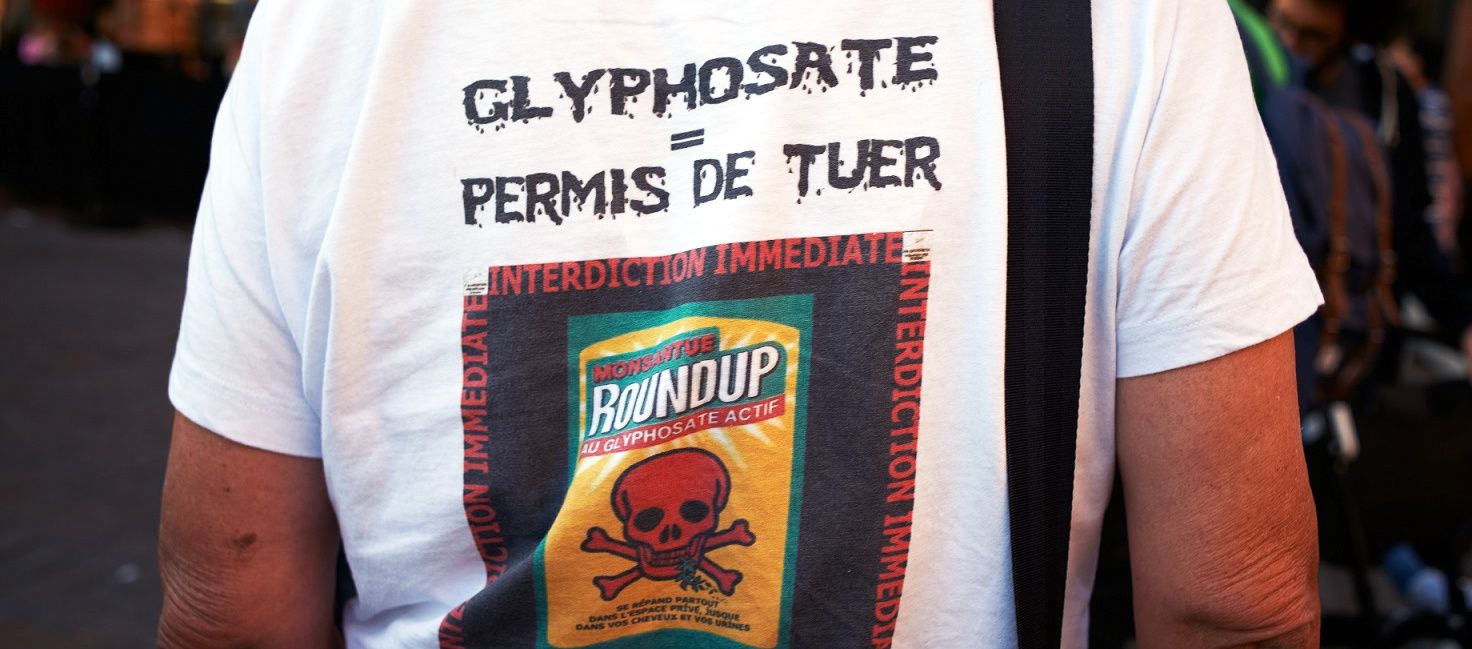 GLYPHOSATE
=
PERMIS DE TUER
INTERDICTION IMMEDIATE
INTERDICTION IMMEDIATE
INTERDICTION IMMEDIATE
MONSANTUE
ROUNDUP
AU GLYPHOSATE ACTIF
SE RÉPAND PARTOUT
DANS L'ESPACE PRIVÉ, JUSQUE
DANS VOS CHEVEUX ET VOS URINES